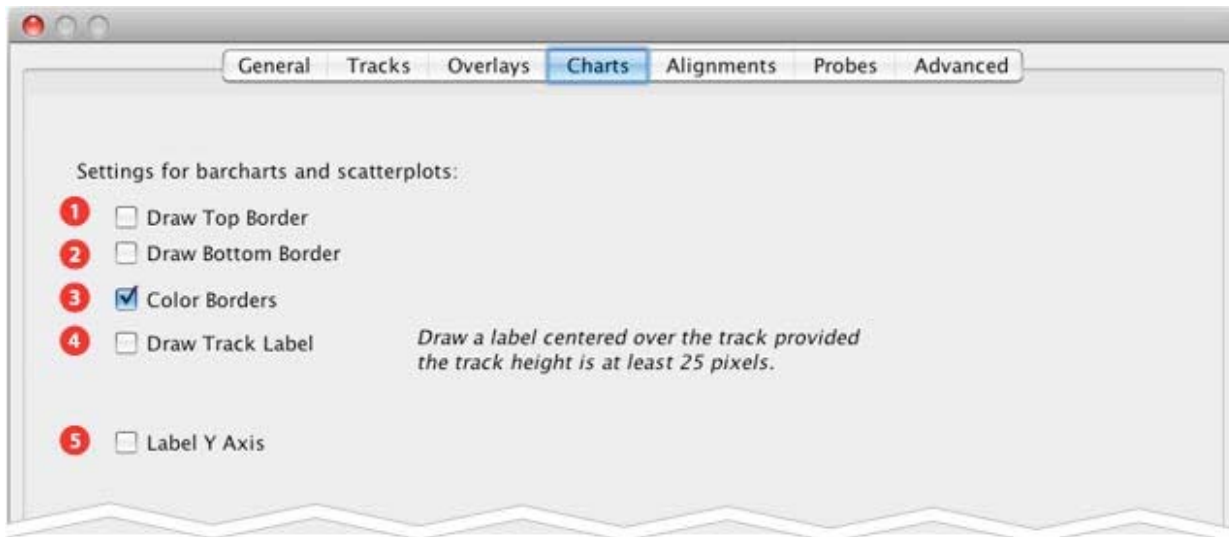 General Tracks Overlays Charts Alignments Probes Advanced
Settings for barcharts and scatterplots:
1 Draw Top Border
2 Draw Bottom Border
3 Color Borders
4 Draw Track Label
Draw a label centered over the track provided
the track height is at least 25 pixels.
5 Label Y Axis